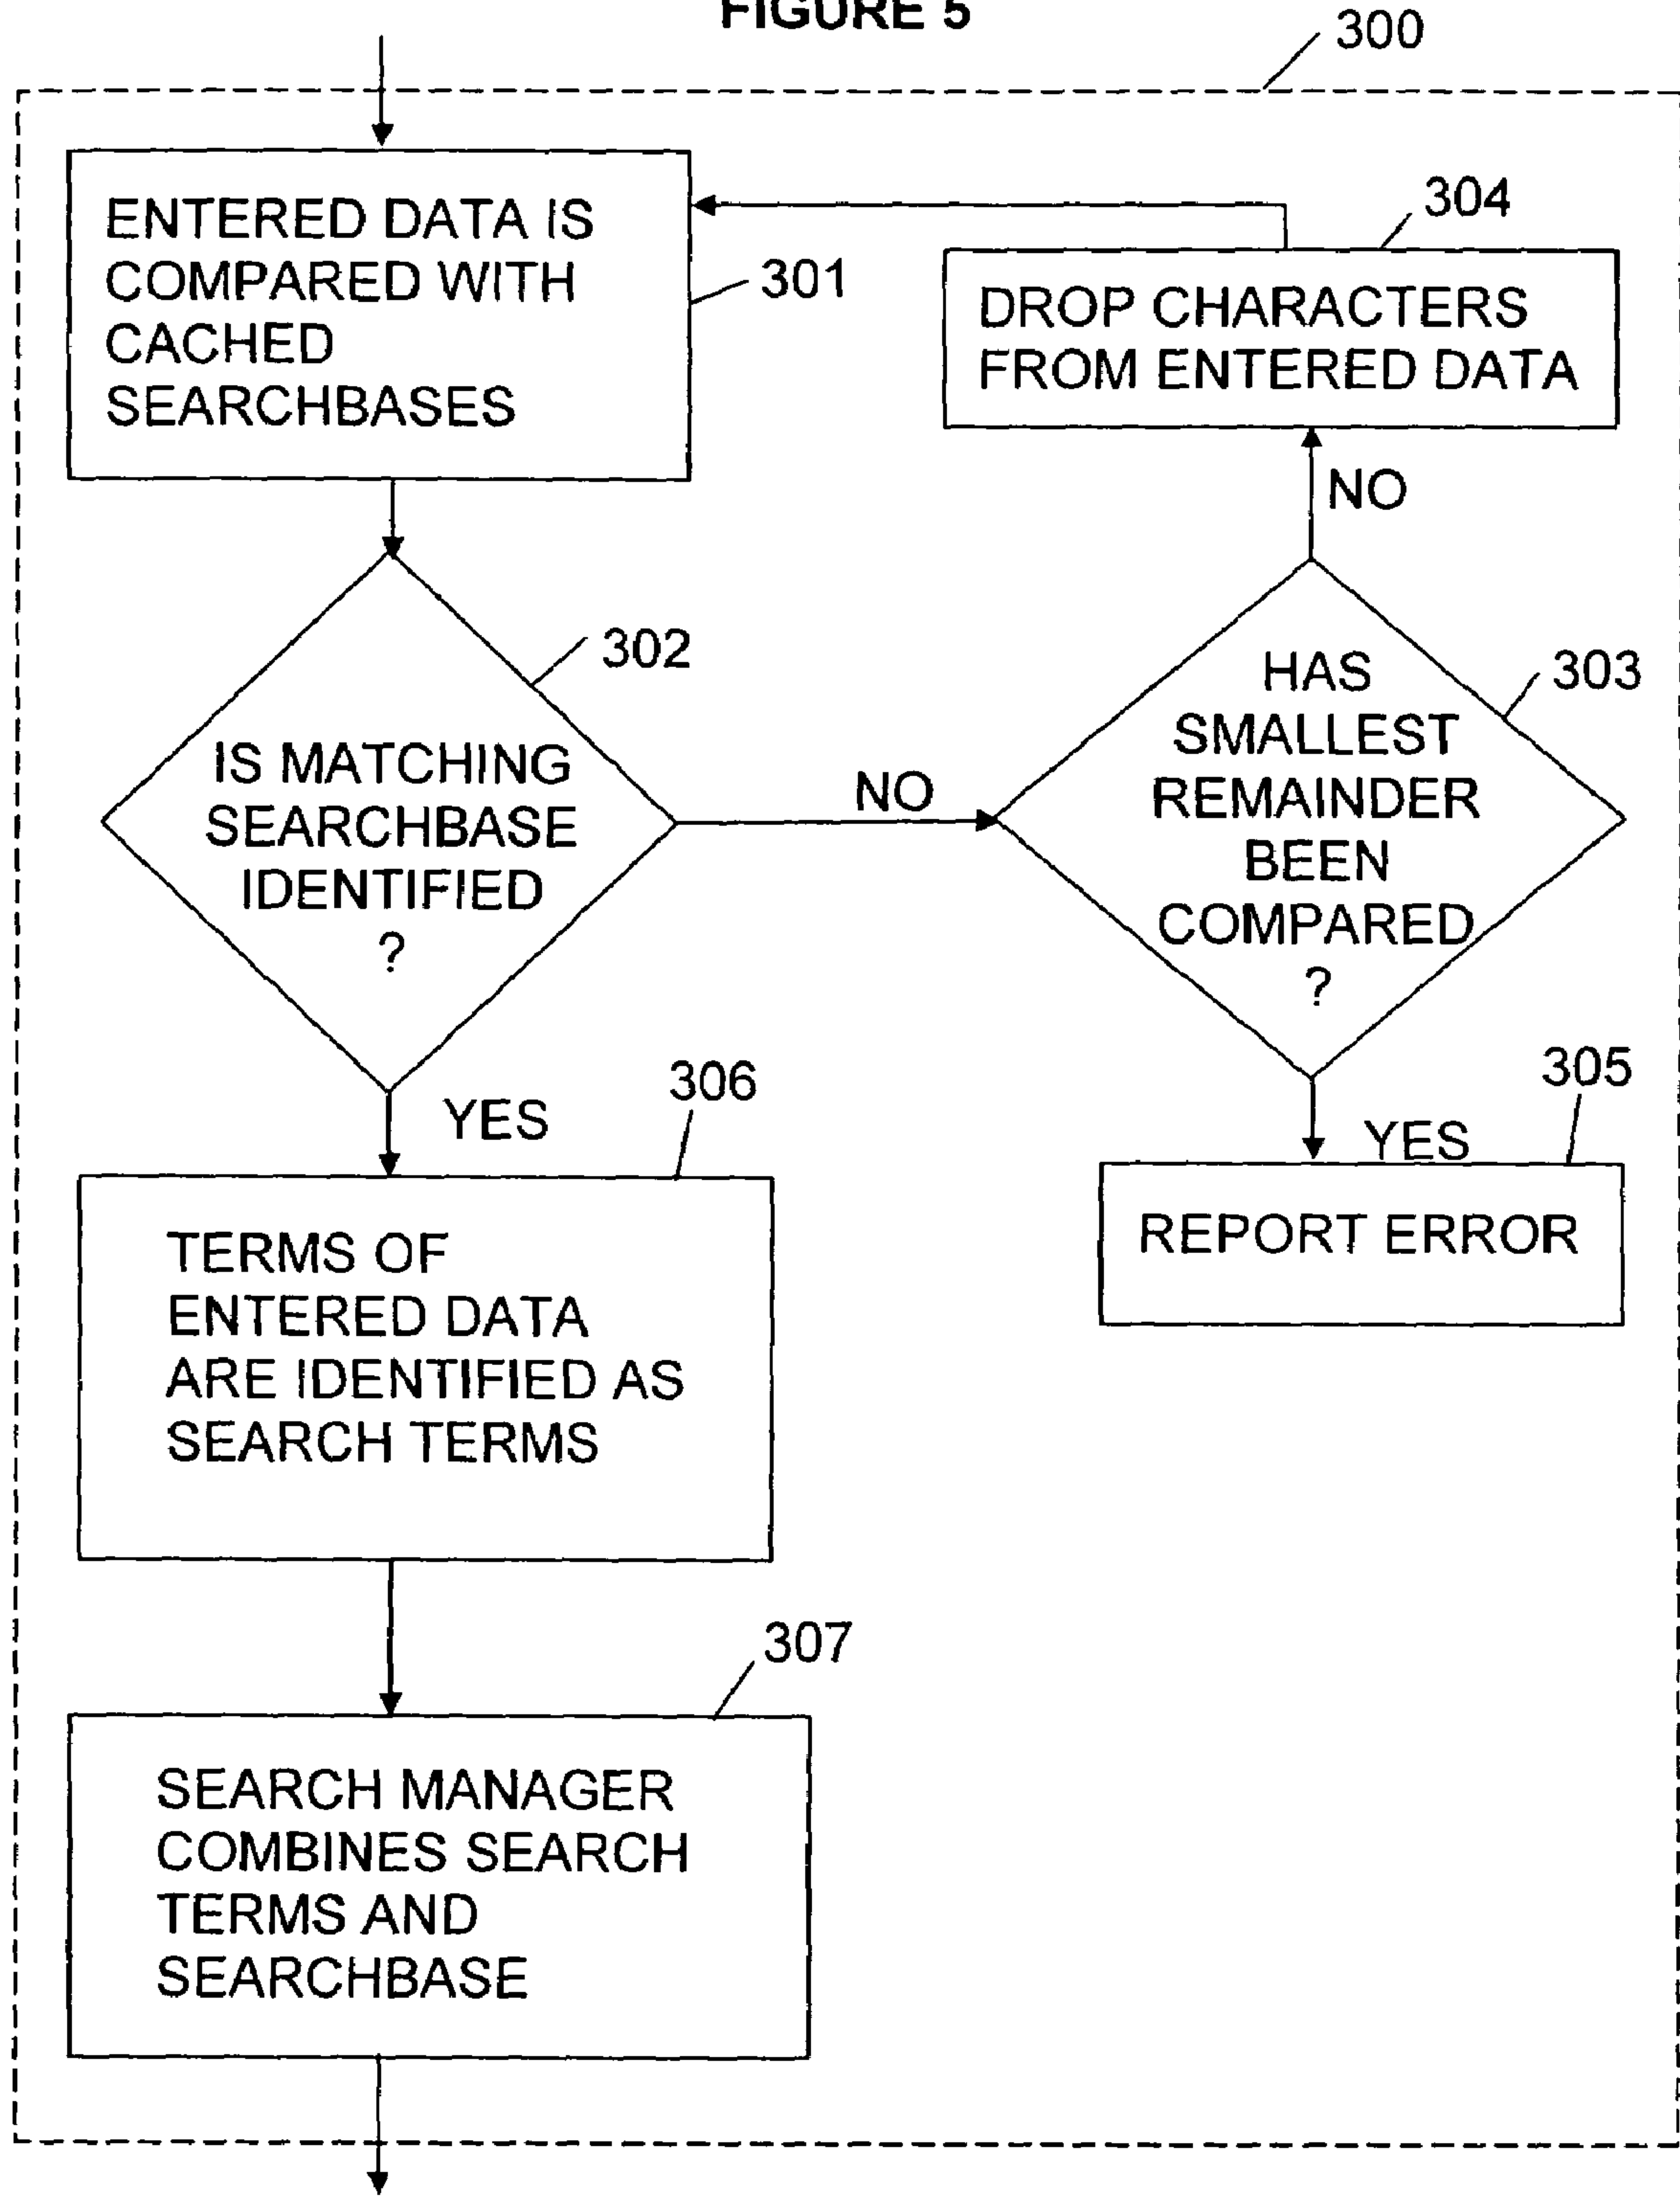 FIGURE 5
300
ENTERED DATA IS
COMPARED WITH
CACHED
SEARCHBASES
301
304
DROP CHARACTERS
FROM ENTERED DATA
NO
302
IS MATCHING
SEARCHBASE
IDENTIFIED
?
NO
303
HAS
SMALLEST
REMAINDER
BEEN
COMPARED
?
YES
306
TERMS OF
ENTERED DATA
ARE IDENTIFIED AS
SEARCH TERMS
YES
305
REPORT ERROR
307
SEARCH MANAGER
COMBINES SEARCH
TERMS AND
SEARCHBASE